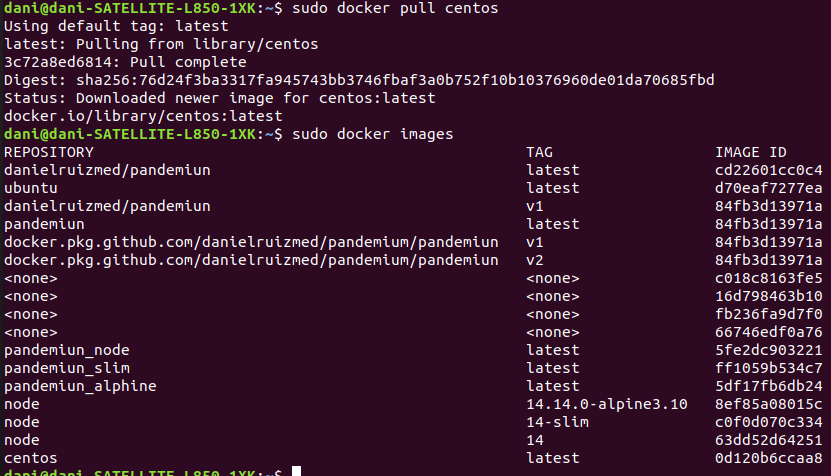 dani@dani-SATELLITE-L850-1XK:~$ sudo docker pull centos
Using default tag: latest
latest: Pulling from library/centos
3c72a8ed6814: Pull complete
Digest: sha256:76d24f3ba3317fa945743bb3746fbaf3a0b752f10b10376960de01da70685fbd
Status: Downloaded newer image for centos:latest
docker.io/library/centos:latest
dani@dani-SATELLITE-L850-1XK:~$ sudo docker images
REPOSITORY TAG IMAGE ID
danielruizmed/pandemiun latest cd22601cc0c4
ubuntu latest d70eaf7277ea
danielruizmed/pandemiun v1 84fb3d13971a
pandemiun latest 84fb3d13971a
docker.pkg.github.com/danielruizmed/pandemium/pandemiun v1 84fb3d13971a
docker.pkg.github.com/danielruizmed/pandemium/pandemiun v2 84fb3d13971a
<none> <none> c018c8163fe5
<none> <none> 16d798463b10
<none> <none> fb236fa9d7f0
<none> <none> 66746edf0a76
pandemiun_node latest 5fe2dc903221
pandemiun_slim latest ff1059b534c7
pandemiun_alphine latest 5df17fb6db24
node 14.14.0-alpine3.10 8ef85a08015c
node 14-slim c0f0d070c334
node 14 63dd52d64251
centos latest 0d120b6ccaa8
dani@dani-SATELLITE-L850-1XK:~$